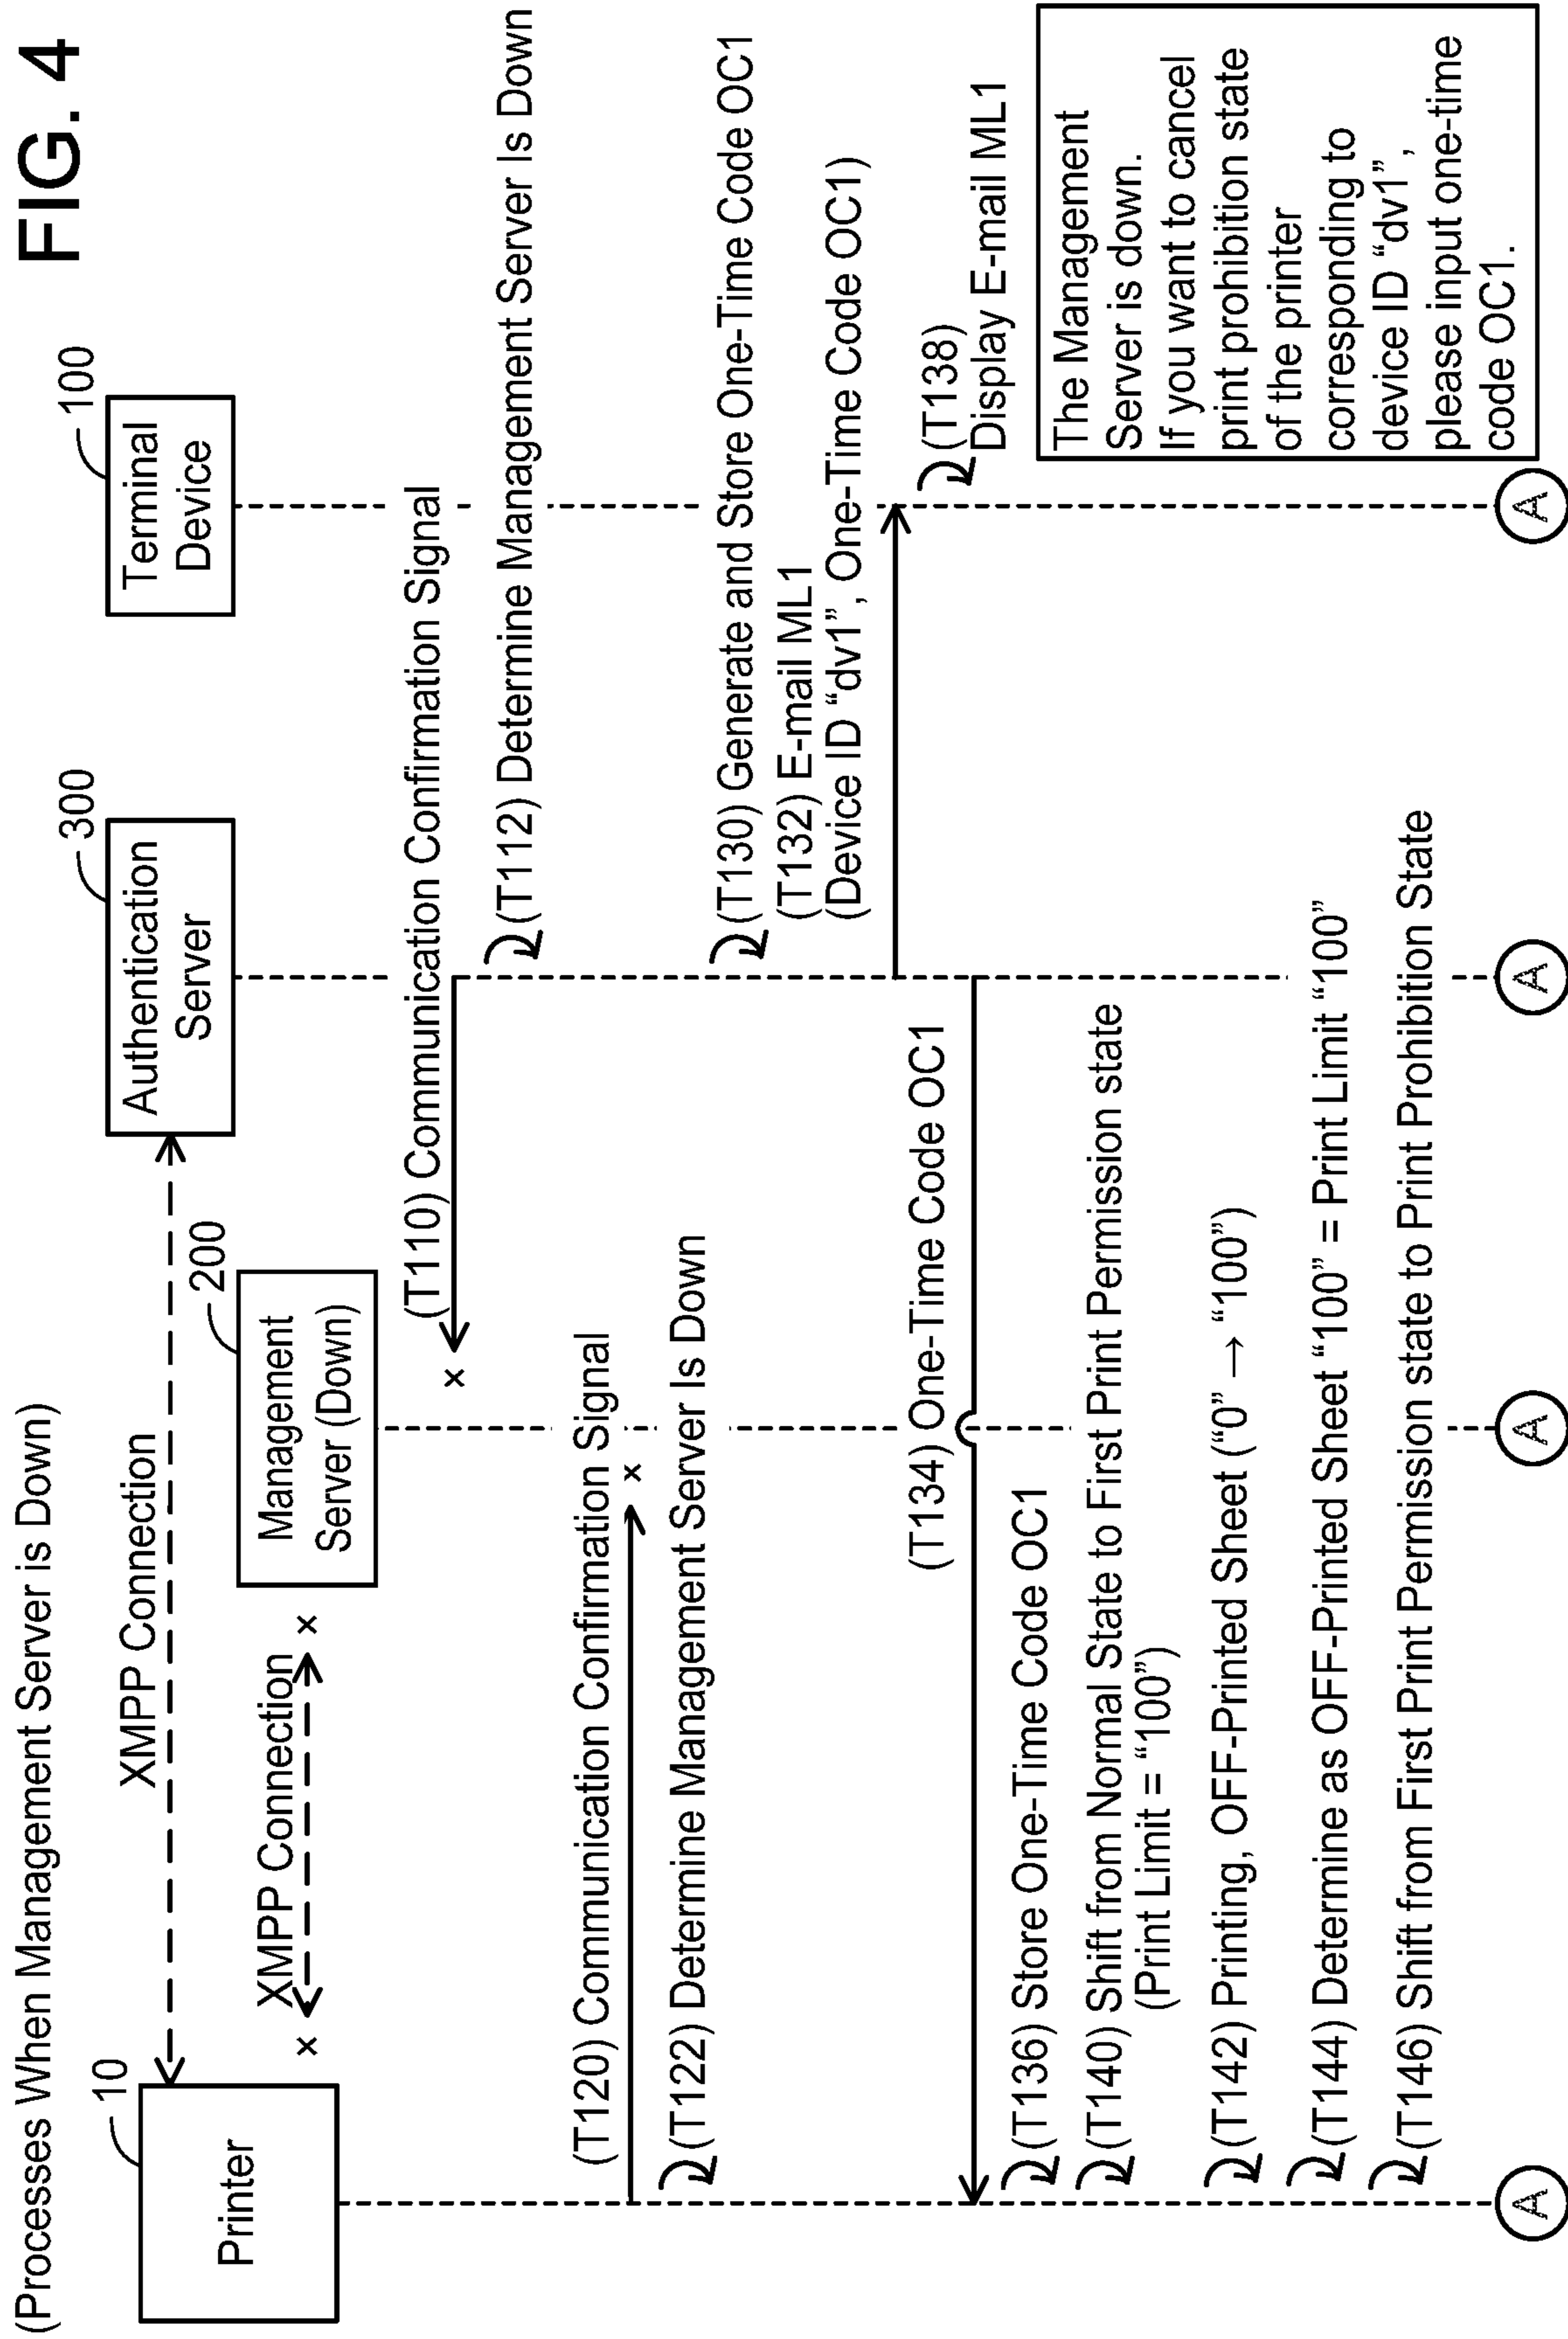 FIG. 4
(Processes When Management Server is Down)
10
Printer
XMPP Connection
300
Authentication
Server
100
Terminal
Device
× XMPP Connection ×
200
Management
Server (Down)
(T110) Communication Confirmation Signal
×
(T112) Determine Management Server Is Down
(T120) Communication Confirmation Signal
×
(T122) Determine Management Server Is Down
(T130) Generate and Store One-Time Code OC1
(T132) E-mail ML1
(Device ID “dv1”, One-Time Code OC1)
(T134) One-Time Code OC1
(T138)
Display E-mail ML1
The Management
Server is down.
If you want to cancel
print prohibition state
of the printer
corresponding to
device ID “dv1”,
please input one-time
code OC1.
(T136) Store One-Time Code OC1
(T140) Shift from Normal State to First Print Permission state
(Print Limit = “100”)
(T142) Printing, OFF-Printed Sheet (“0” → “100”)
(T144) Determine as OFF-Printed Sheet “100” = Print Limit “100”
(T146) Shift from First Print Permission state to Print Prohibition State
A
A
A
A